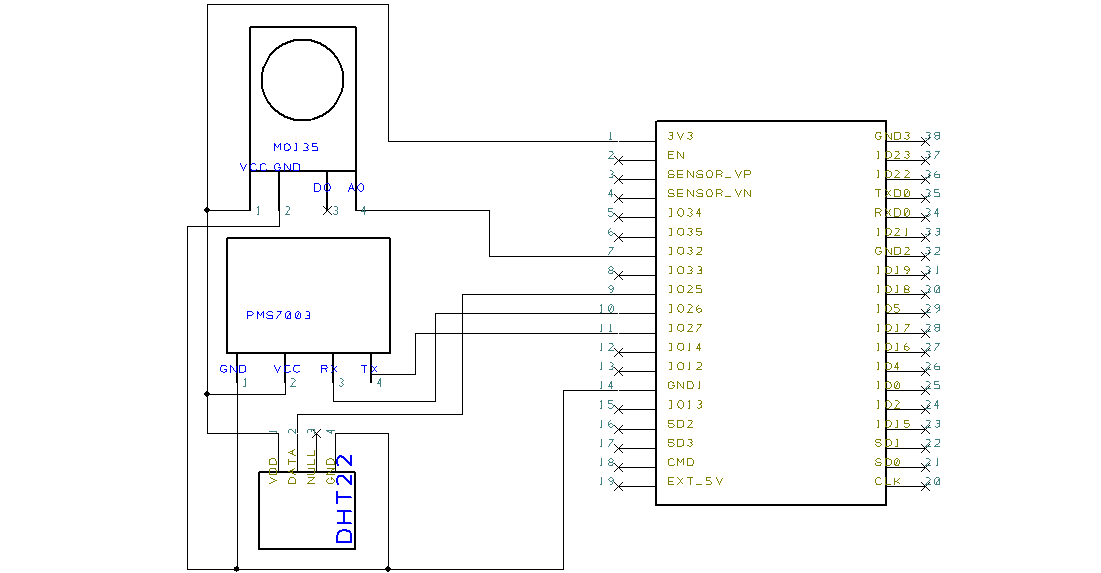 MQ135
VCC GND
D0 A0
1 2 3 4
PMS7003
GND VCC RX TX
1 2 3 4
1 2 3 4
VDD DATA NULL GND
DHT22
1 3V3 GND3 38
2 EN IO23 37
3 SENSOR_VP IO22 36
4 SENSOR_VN TXD0 35
5 IO34 RXD0 34
6 IO35 IO21 33
7 IO32 GND2 32
8 IO33 IO19 31
9 IO25 IO18 30
10 IO26 IO5 29
11 IO27 IO17 28
12 IO14 IO16 27
13 IO12 IO4 26
14 GND1 IO0 25
15 IO13 IO2 24
16 SD2 IO15 23
17 SD3 SD1 22
18 CMD SD0 21
19 EXT_5V CLK 20